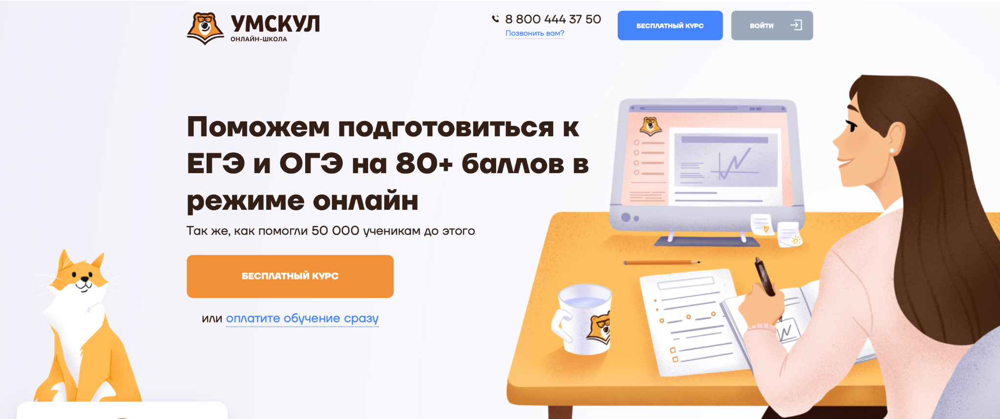 УМСКУЛ
ОНЛАЙН-ШКОЛА
8 800 444 37 50
Позвонить вам?
БЕСПЛАТНЫЙ КУРС
ВОЙТИ
Поможем подготовиться к
ЕГЭ и ОГЭ на 80+ баллов в
режиме онлайн
Так же, как помогли 50 000 ученикам до этого
БЕСПЛАТНЫЙ КУРС
или оплатите обучение сразу